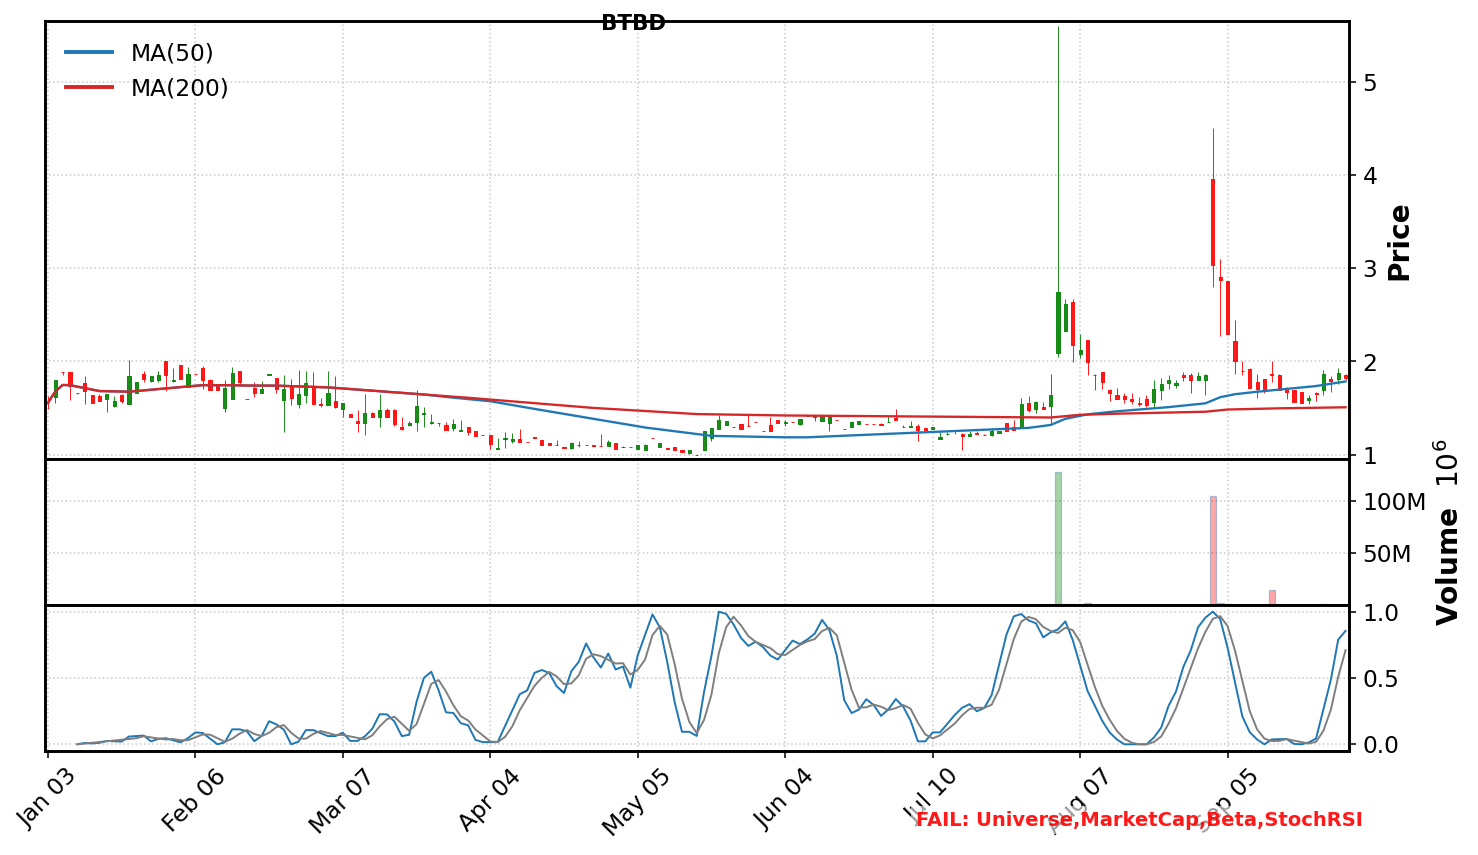 BTBD
MA(50)
MA(200)
5
4
3
2
1
Price
100M
50M
Volume 10^6
1.0
0.5
0.0
Jan 03
Feb 06
Mar 07
Apr 04
May 05
Jun 04
Jul 10
Aug 07
Sep 05
FAIL: Universe,MarketCap,Beta,StochRSI